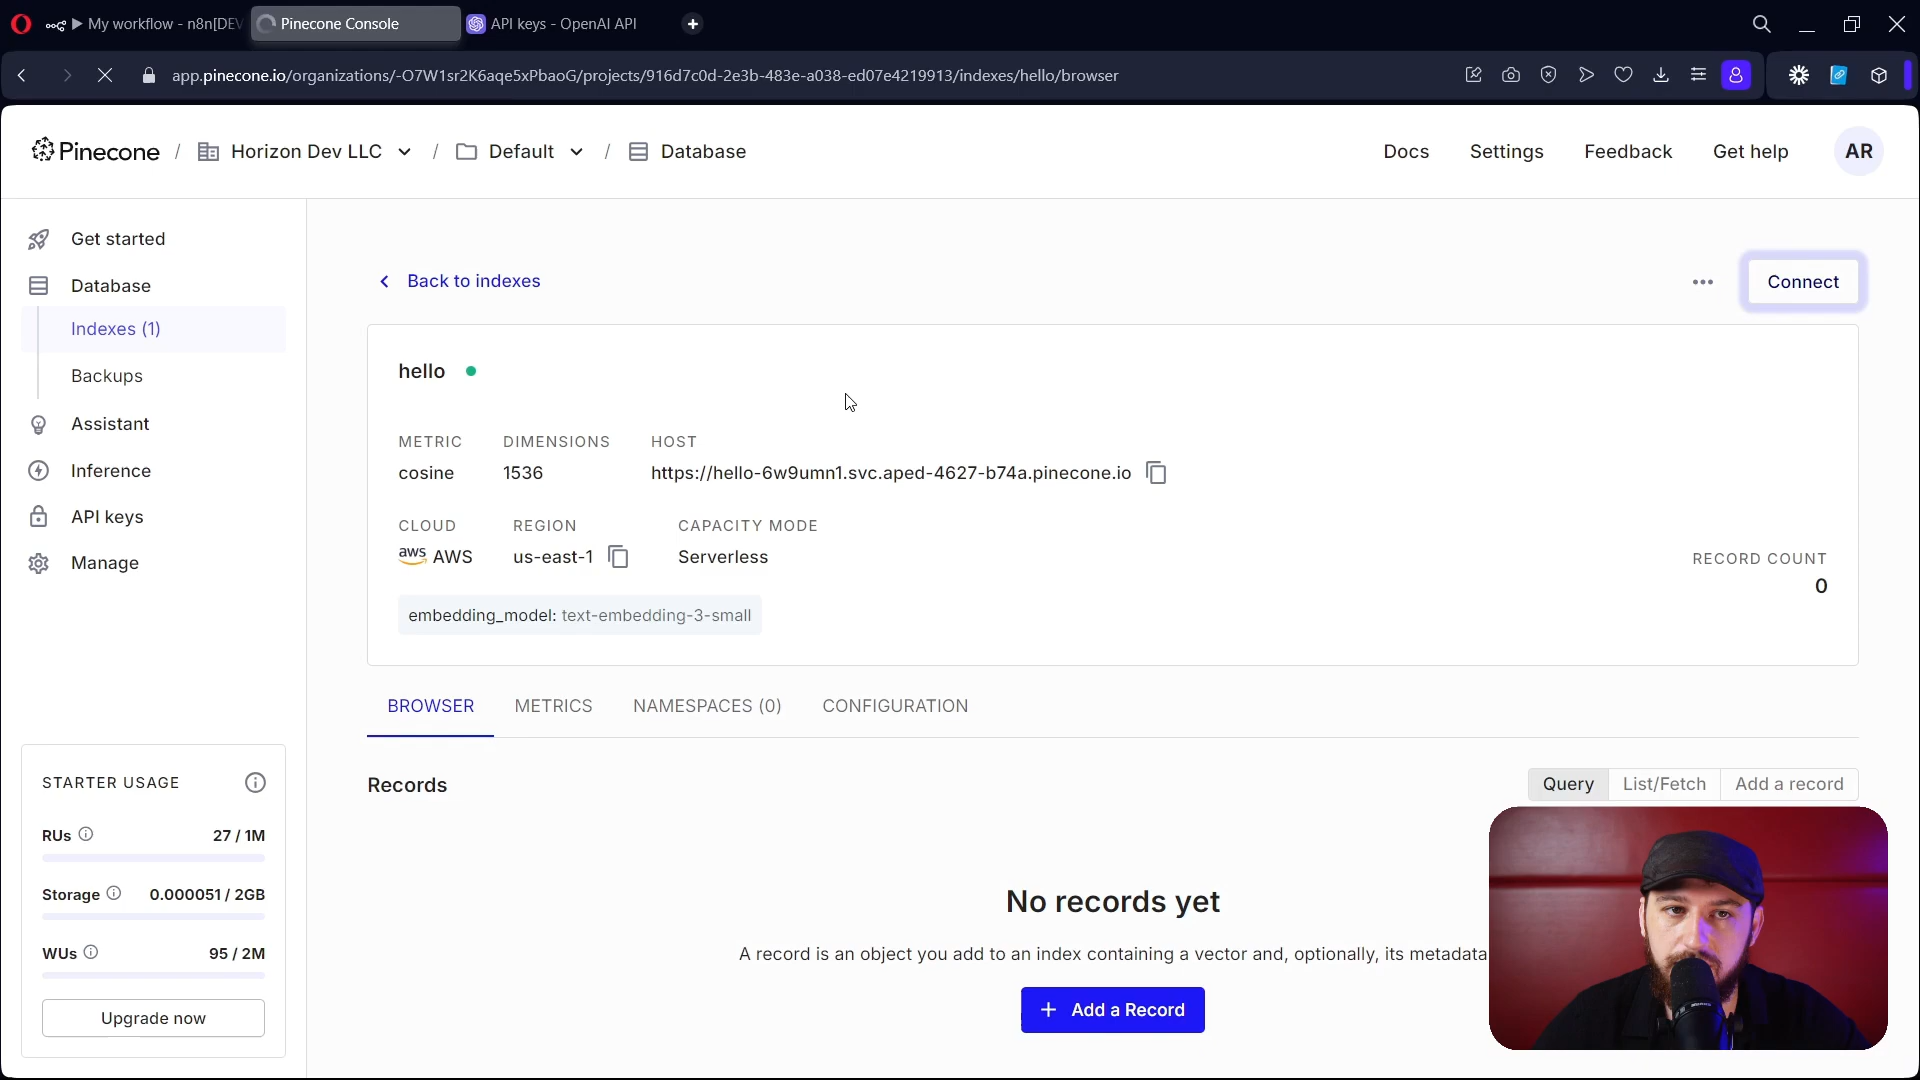 My workflow - n8n[DEV
Pinecone Console
API keys - OpenAI API
app.pinecone.io/organizations/-O7W1sr2K6aqe5xPbaoG/projects/916d7c0d-2e3b-483e-a038-ed07e4219913/indexes/hello/browser
Pinecone / Horizon Dev LLC / Default / Database
Docs Settings Feedback Get help AR
Get started
Database
Indexes (1)
Backups
Assistant
Inference
API keys
Manage
STARTER USAGE
RUs 27 / 1M
Storage 0.000051 / 2GB
WUs 95 / 2M
Upgrade now
Back to indexes
Connect
hello
METRIC DIMENSIONS HOST
cosine 1536 https://hello-6w9umn1.svc.aped-4627-b74a.pinecone.io
CLOUD REGION CAPACITY MODE
aws AWS us-east-1 Serverless
RECORD COUNT
0
embedding_model: text-embedding-3-small
BROWSER METRICS NAMESPACES (0) CONFIGURATION
Records
Query List/Fetch Add a record
No records yet
A record is an object you add to an index containing a vector and, optionally, its metadata
+ Add a Record